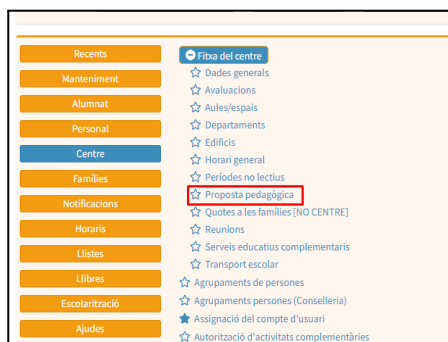 Recents
Manteniment
Alumnat
Personal
Centre
Famílies
Notificacions
Horaris
Llistes
Llibres
Escolarització
Ajudes
Fitxa del centre
Dades generals
Avaluacions
Aules/espais
Departaments
Edificis
Horari general
Períodes no lectius
Proposta pedagògica
Quotes a les famílies [NO CENTRE]
Reunions
Serveis educatius complementaris
Transport escolar
Agrupaments de persones
Agrupaments persones (Conselleria)
Assignació del compte d'usuari
Autorització d'activitats complementàries